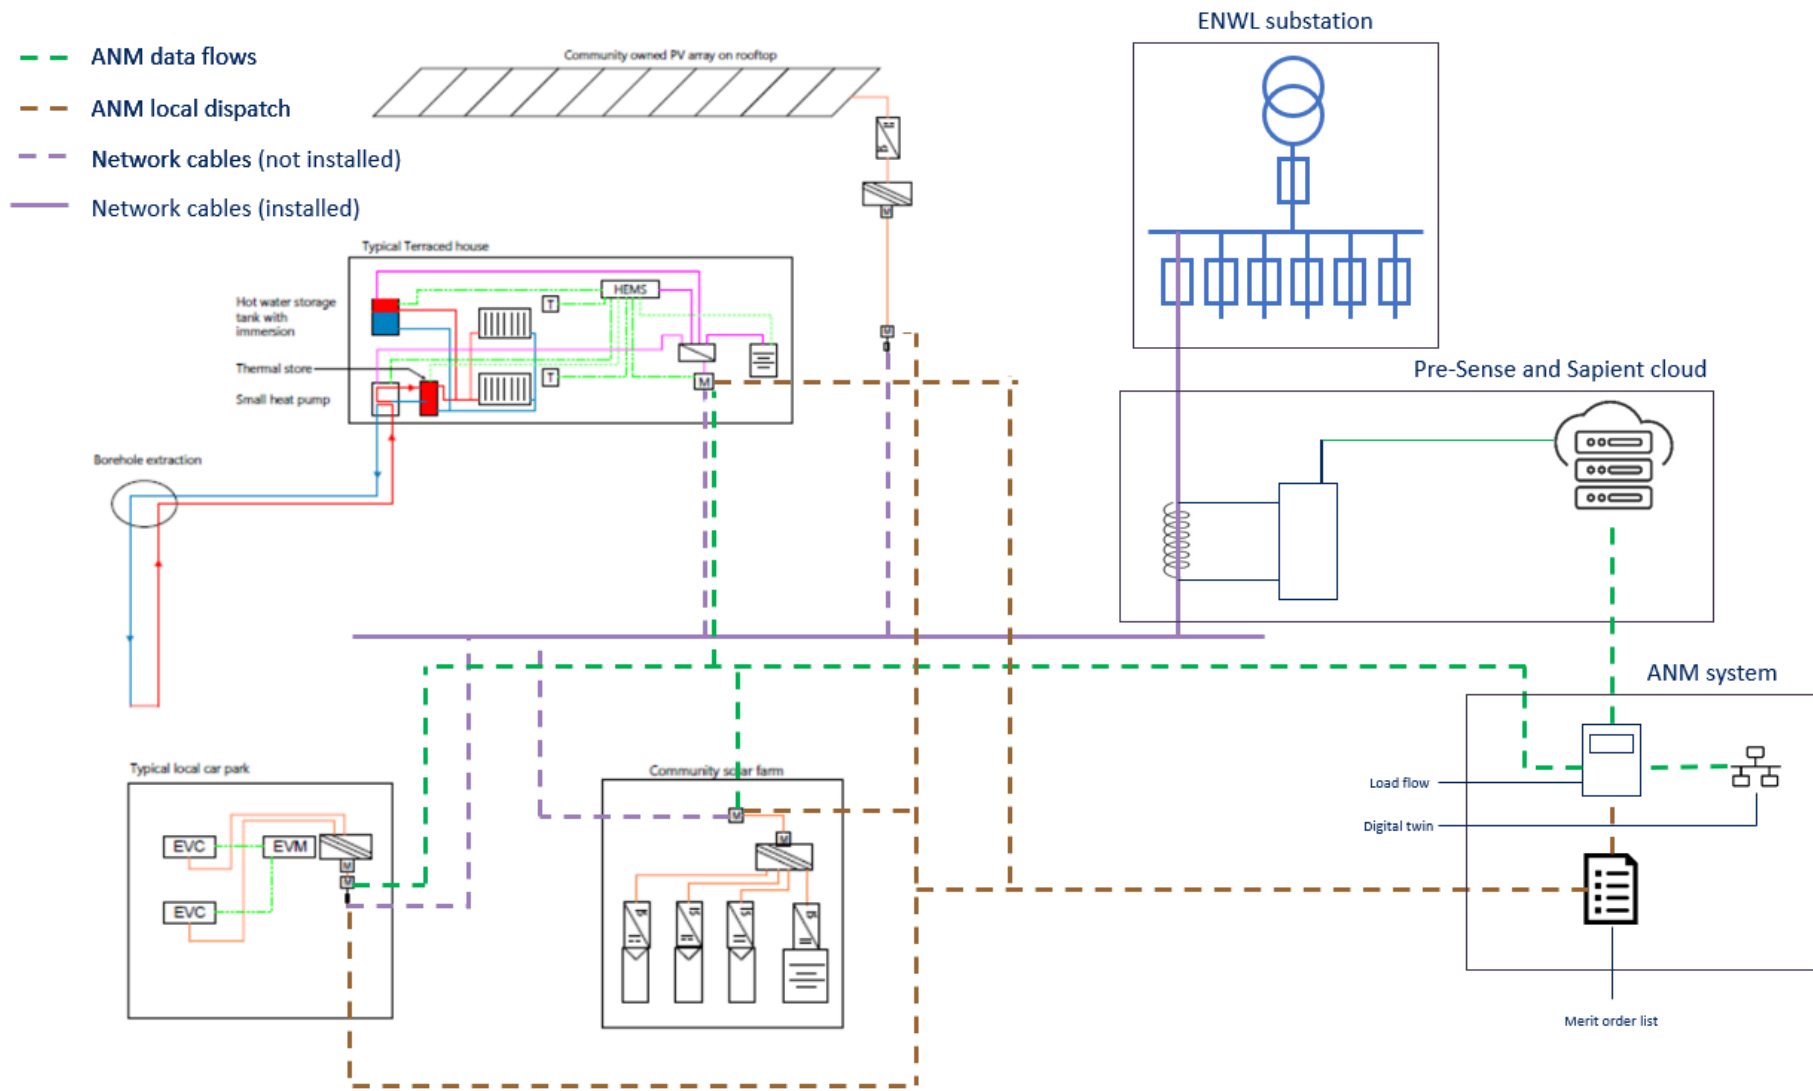 ENWL substation
ANM data flows
Community owned PV array on rooftop
ANM local dispatch
Network cables (not installed)
Network cables (installed)
M
Typical Terraced house
HEMS
Hot water storage
tank with
immersion
T
M
Thermal store
T
M
Small heat pump
Pre-Sense and Sapient cloud
Borehole extraction
ANM system
Typical local car park
Community solar farm
Load flow
M
Digital twin
M
EVC
EVM
M
M
EVC
Merit order list